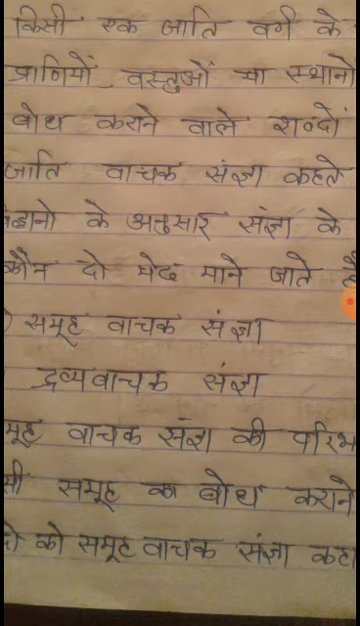 किसी एक जाति वर्ग के
प्राणियों वस्तुओं या स्थानो
बोध कराने वाले शब्दों
जाति वाचक संज्ञा कहते
के अनुसार संज्ञा के
कौन दो भेद माने जाते है
समूह वाचक संज्ञा
द्रव्यवाचक संज्ञा
मूह वाचक संज्ञा की परिभ
सी समूह का बोध कराने
दो को समूह वाचक संज्ञा कहा